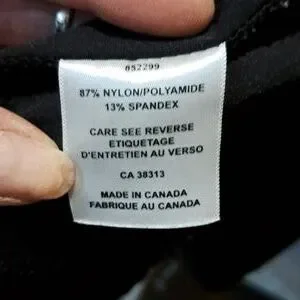 652299
87% NYLON/POLYAMIDE
13% SPANDEX
CARE SEE REVERSE
ETIQUETAGE
D'ENTRETIEN AU VERSO
CA 38313
MADE IN CANADA
FABRIQUE AU CANADA